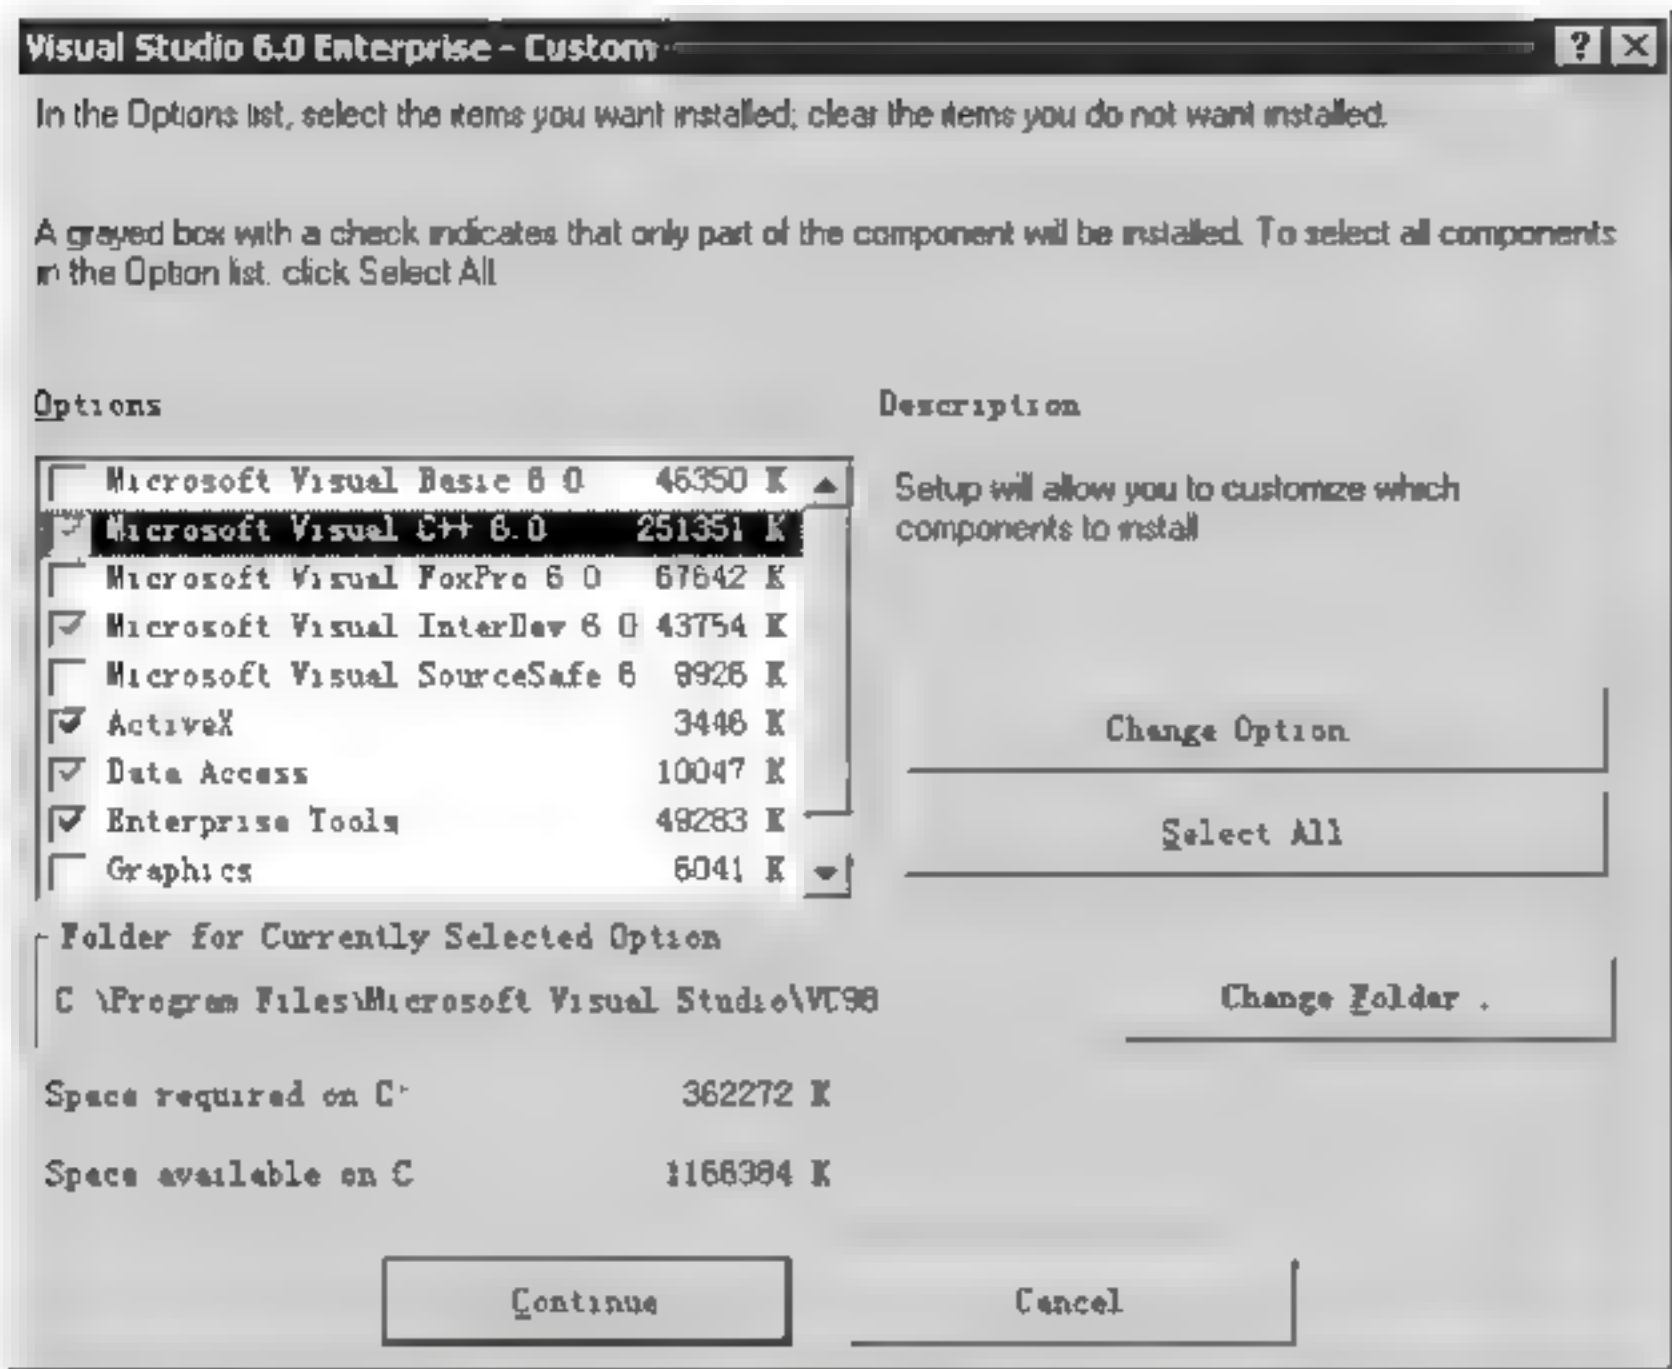 Visual Studio 6.0 Enterprise - Custom
In the Options list, select the items you want installed; clear the items you do not want installed.
A grayed box with a check indicates that only part of the component will be installed. To select all components
in the Option list, click Select All
Options
Description
Microsoft Visual Basic 6 0 46350 K
Microsoft Visual C++ 6.0 251351 K
Microsoft Visual FoxPro 6 0 67642 K
Microsoft Visual InterDev 6 0 43754 K
Microsoft Visual SourceSafe 6 9926 K
ActiveX 3446 K
Data Access 10047 K
Enterprise Tools 49283 K
Graphics 6041 K
Setup will allow you to customize which
components to install
Change Option
Select All
Folder for Currently Selected Option
C \Program Files\Microsoft Visual Studio\VC98
Change Folder .
Space required on C: 362272 K
Space available on C 1166384 K
Continue
Cancel